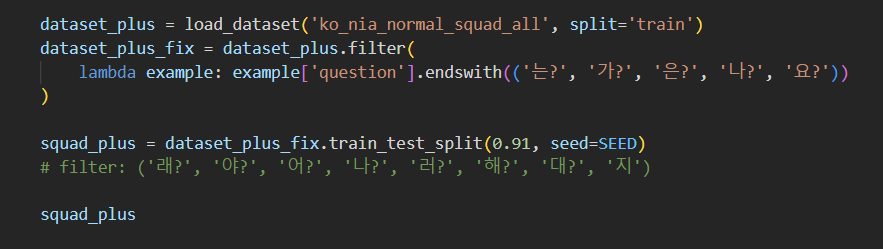 dataset_plus = load_dataset('ko_nia_normal_squad_all', split='train')
dataset_plus_fix = dataset_plus.filter(
    lambda example: example['question'].endswith(('는?', '가?', '은?', '나?', '요?'))
)
squad_plus = dataset_plus_fix.train_test_split(0.91, seed=SEED)
# filter: ('래?', '야?', '어?', '나?', '러?', '해?', '대?', '지')
squad_plus